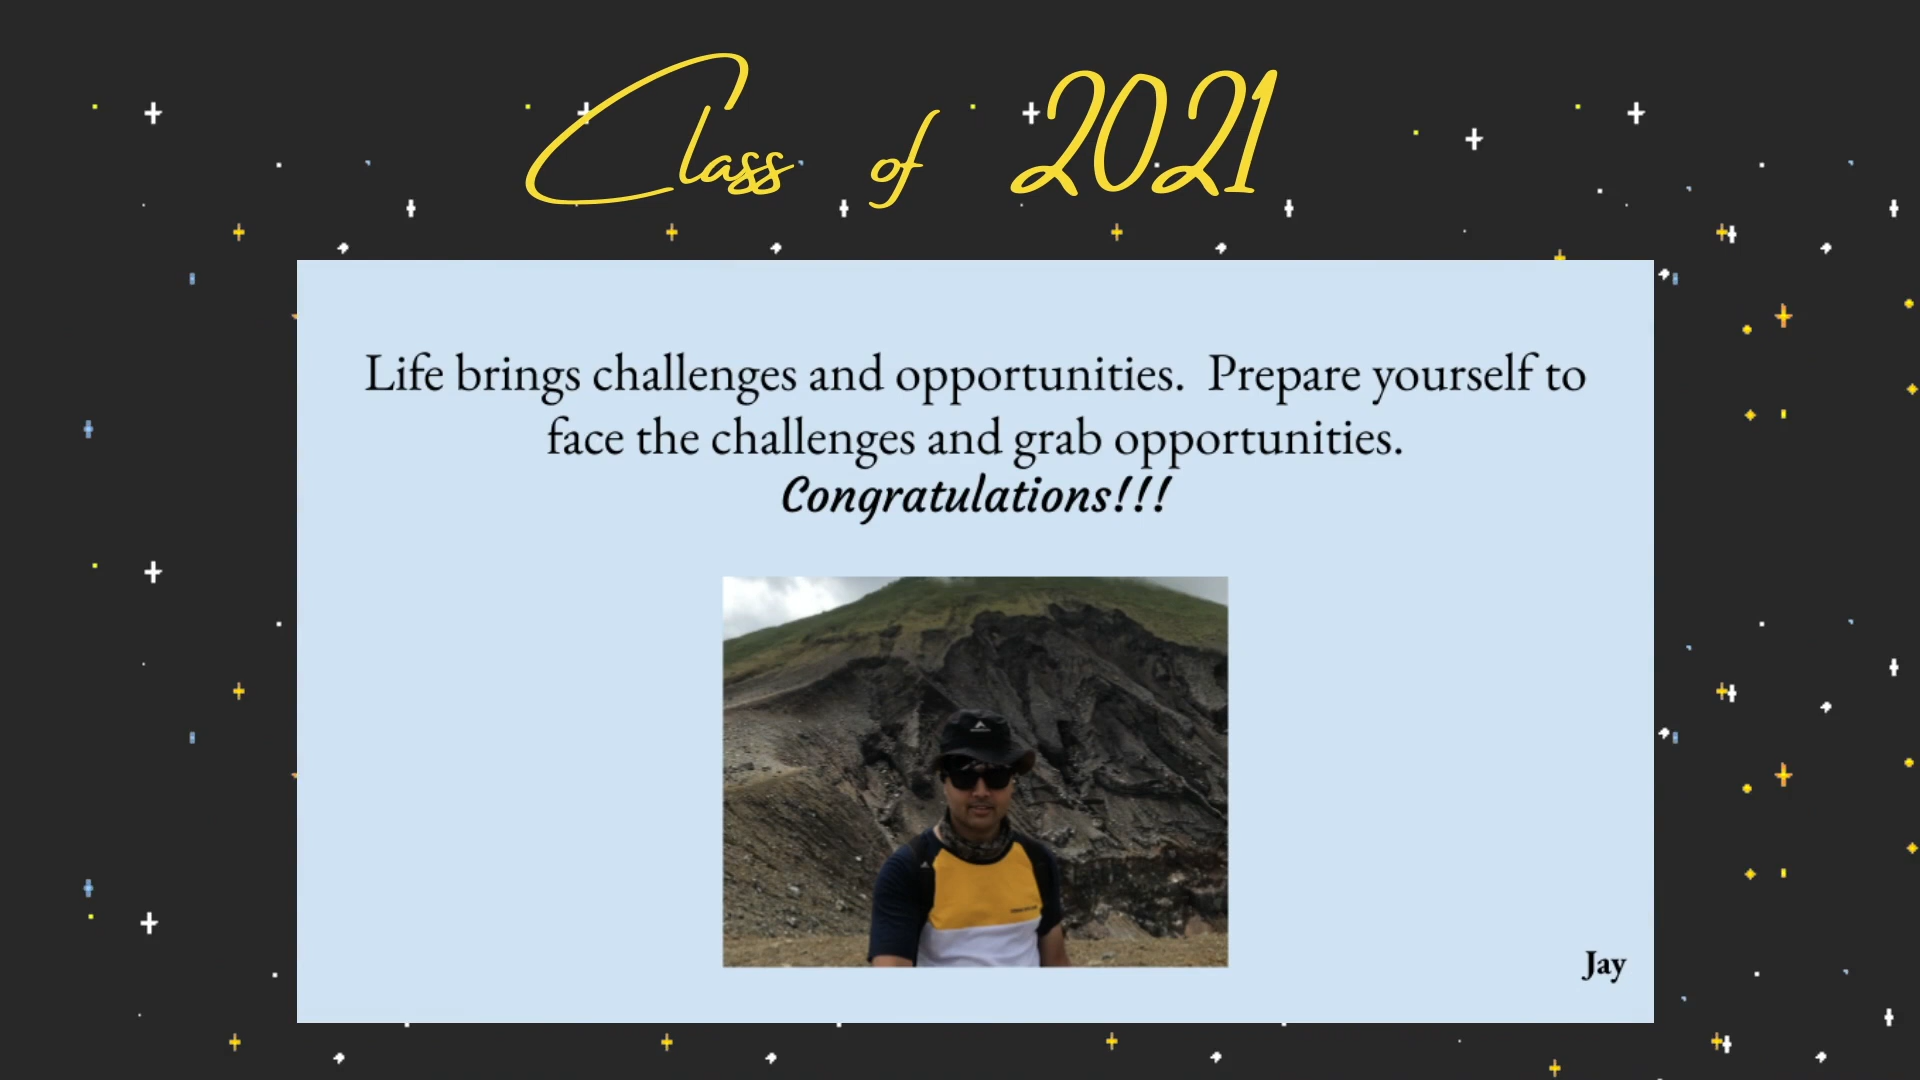 Class of 2021
Life brings challenges and opportunities.  Prepare yourself to
face the challenges and grab opportunities.
Congratulations!!!
Jay